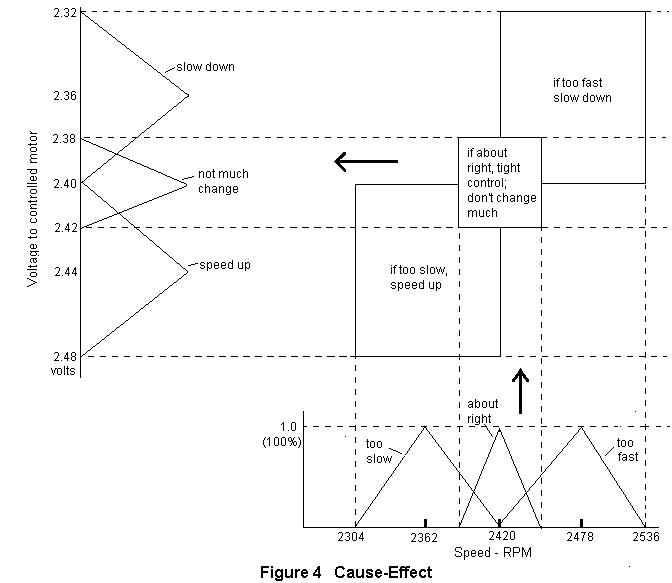 2.32
slow down
if too fast
slow down
2.36
2.38
Voltage to controlled motor
not much
change
if about
right, tight
control;
don't change
much
2.40
2.42
speed up
2.44
if too slow,
speed up
2.48
volts
about
right
1.0
(100%)
too
slow
too
fast
2304
2362
2420
2478
2536
Speed - RPM
Figure 4 Cause-Effect